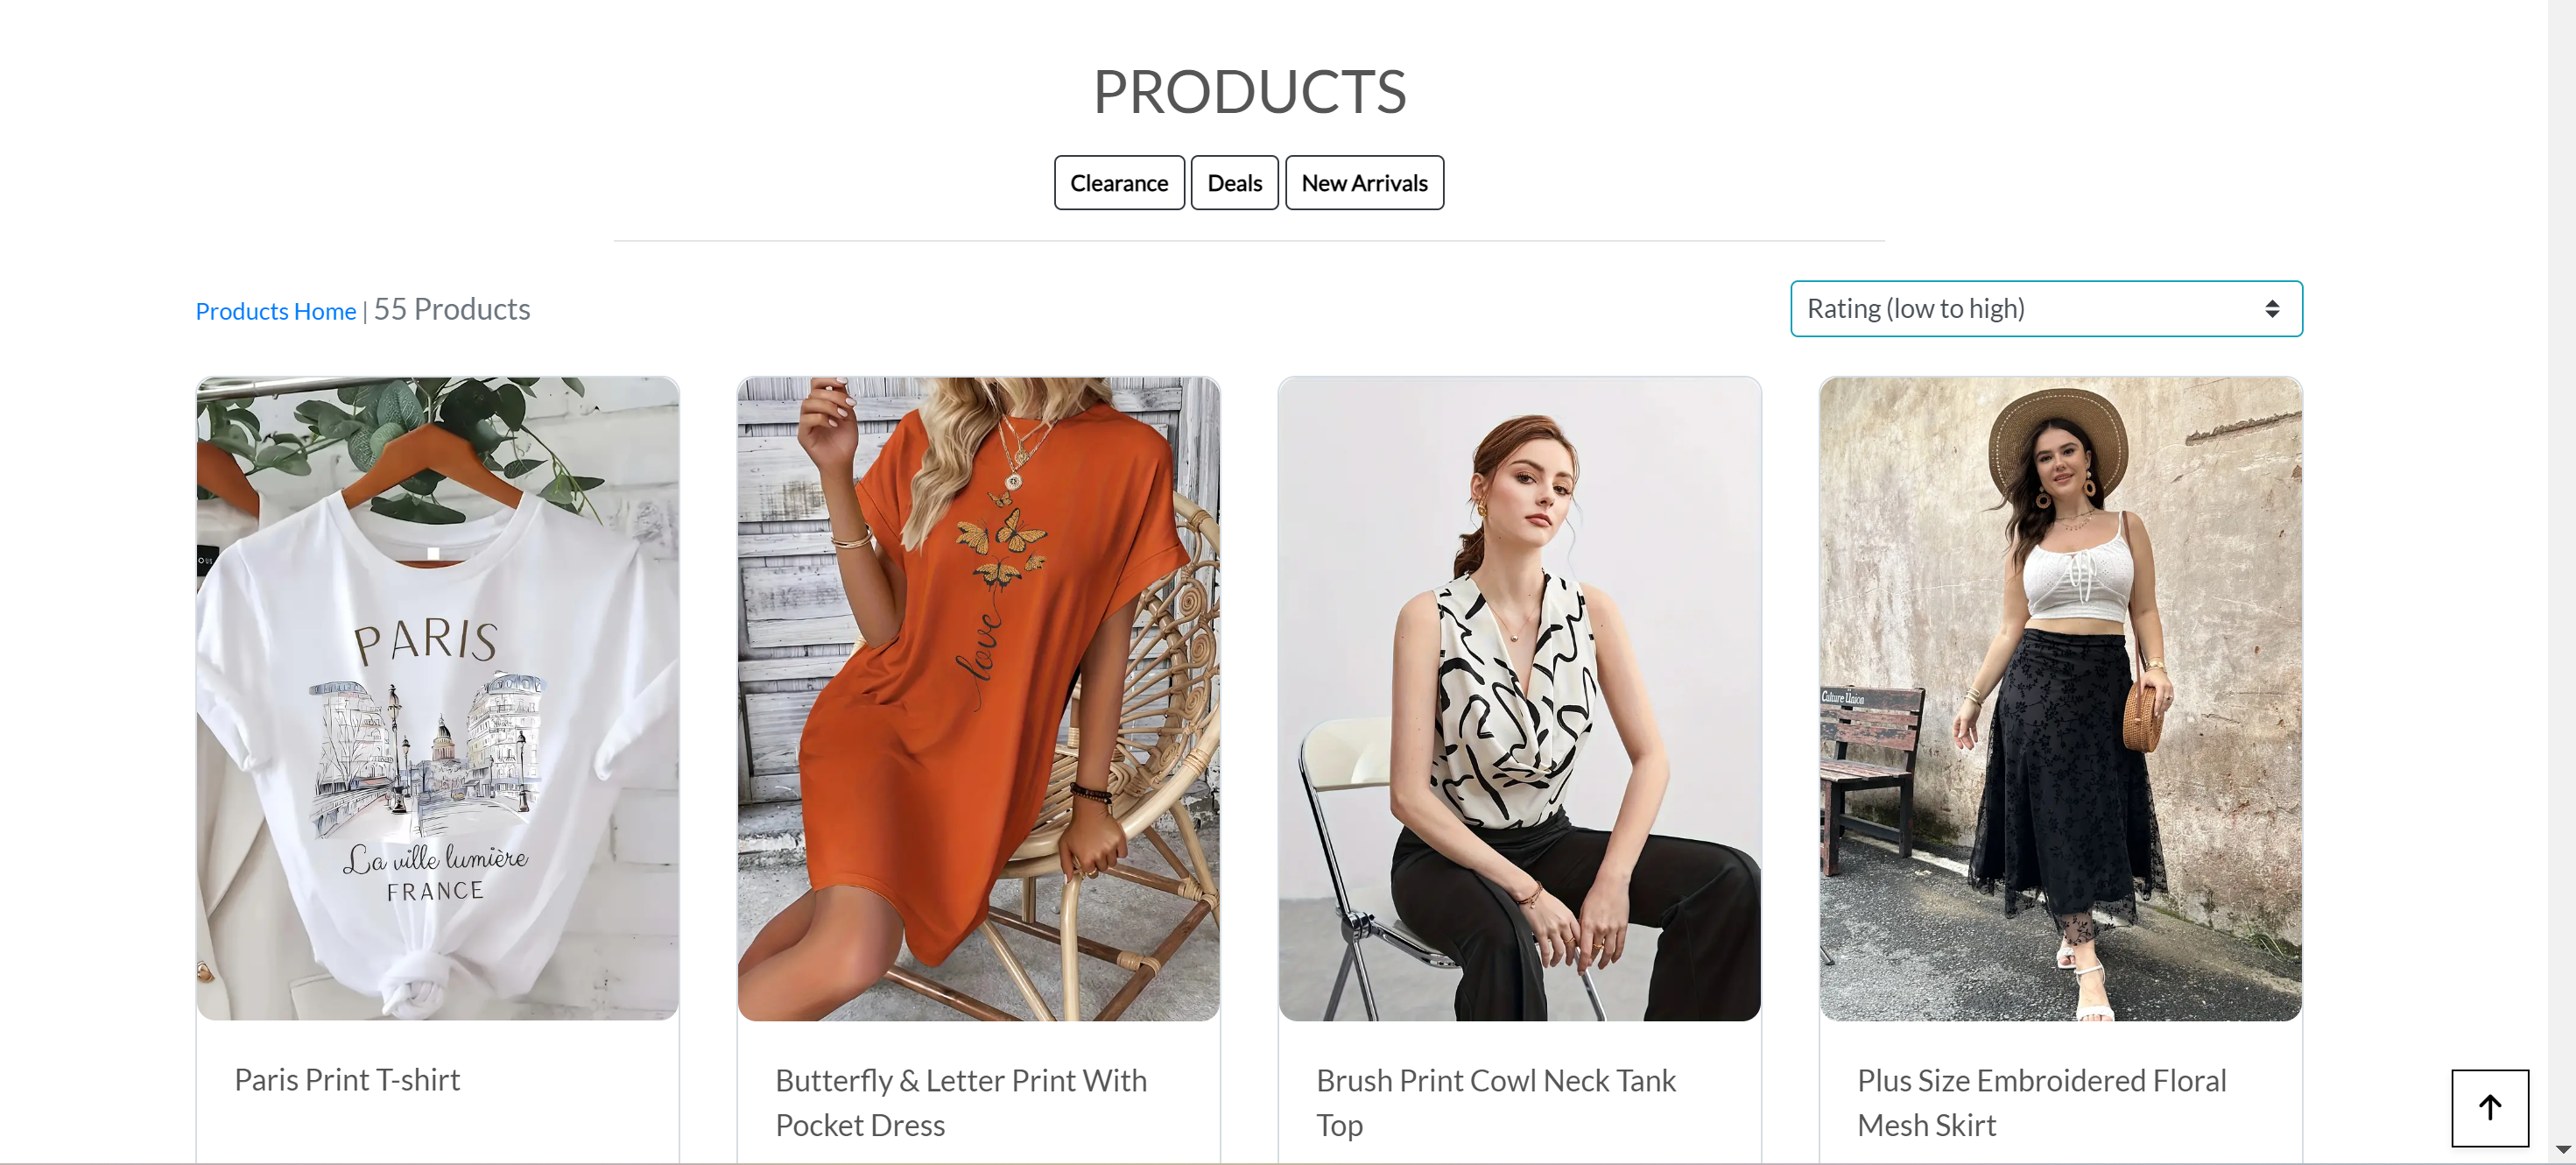 PRODUCTS
Clearance Deals New Arrivals
Products Home | 55 Products
Rating (low to high)
PARIS
La ville lumière
FRANCE
love
Culture Union
Paris Print T-shirt
Butterfly & Letter Print With
Pocket Dress
Brush Print Cowl Neck Tank
Top
Plus Size Embroidered Floral
Mesh Skirt